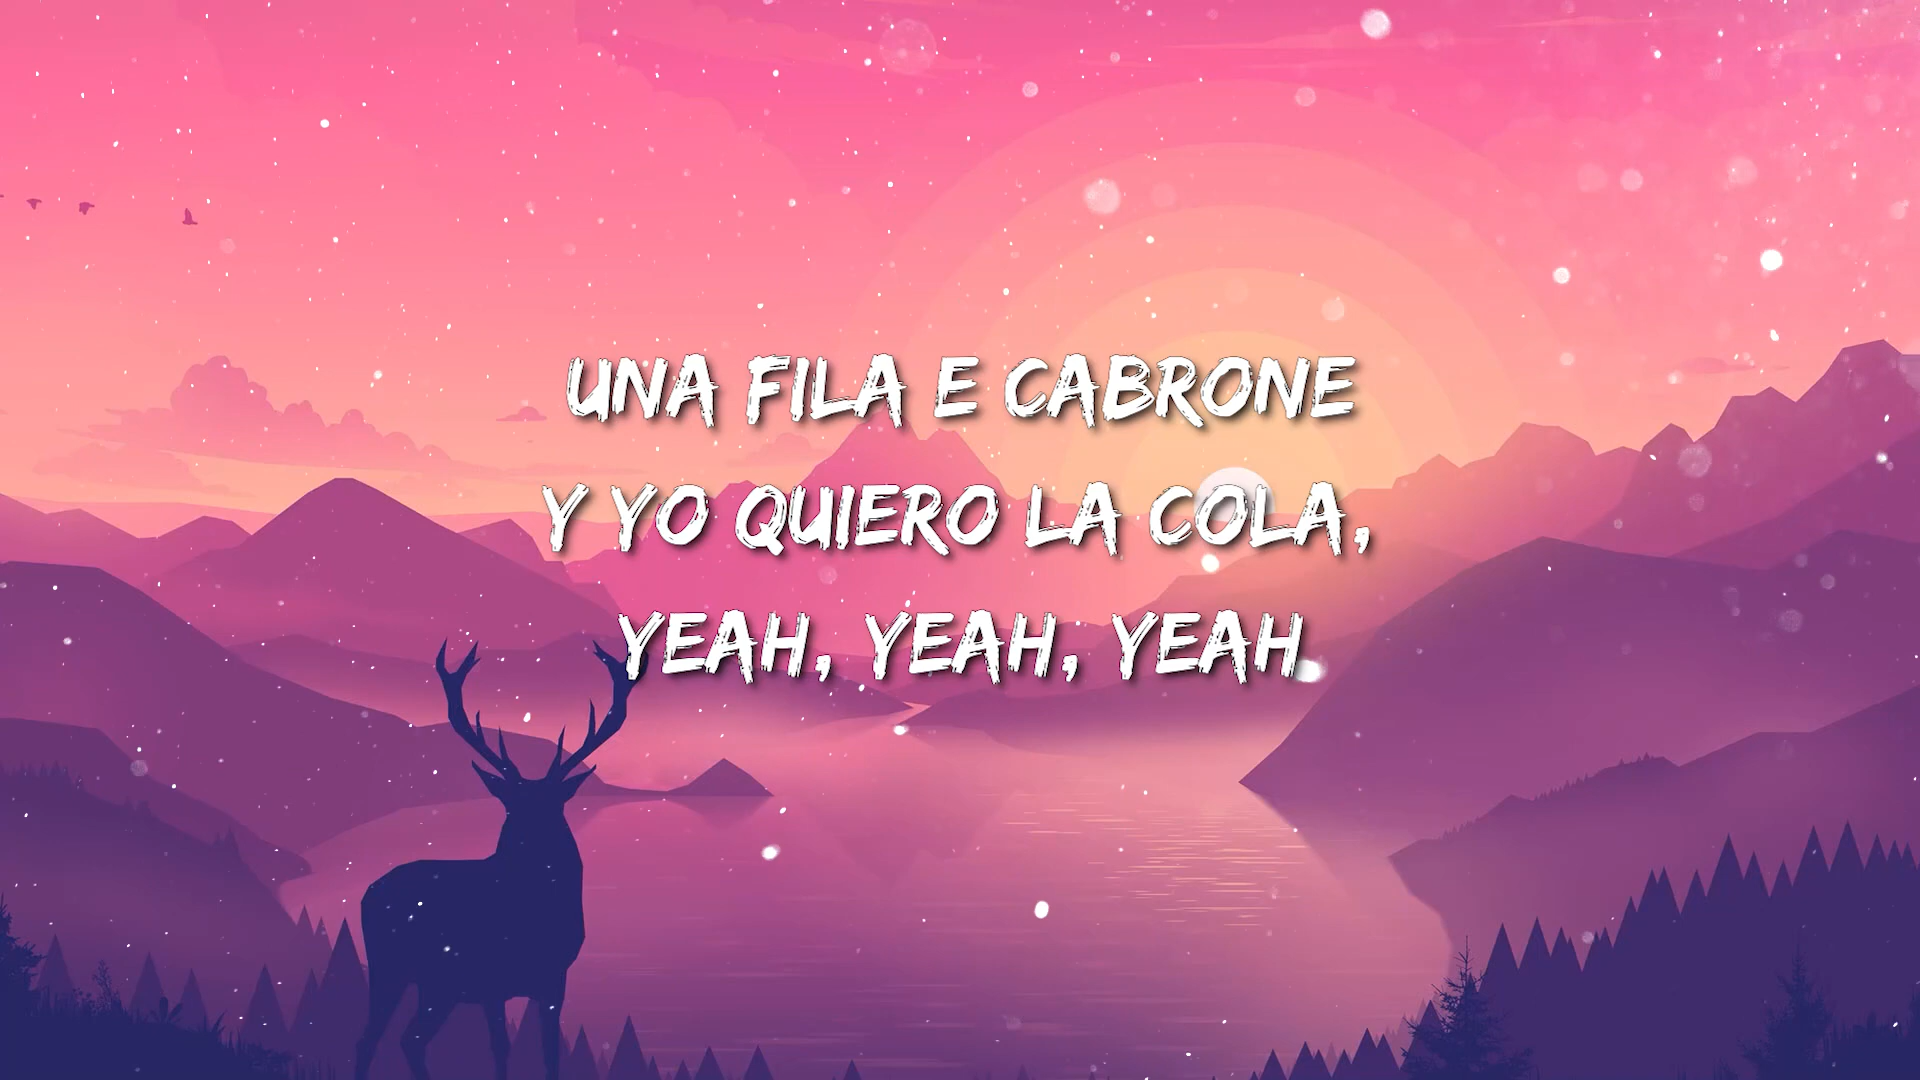 UNA FILA E CABRONE
Y YO QUIERO LA COLA,
YEAH, YEAH, YEAH